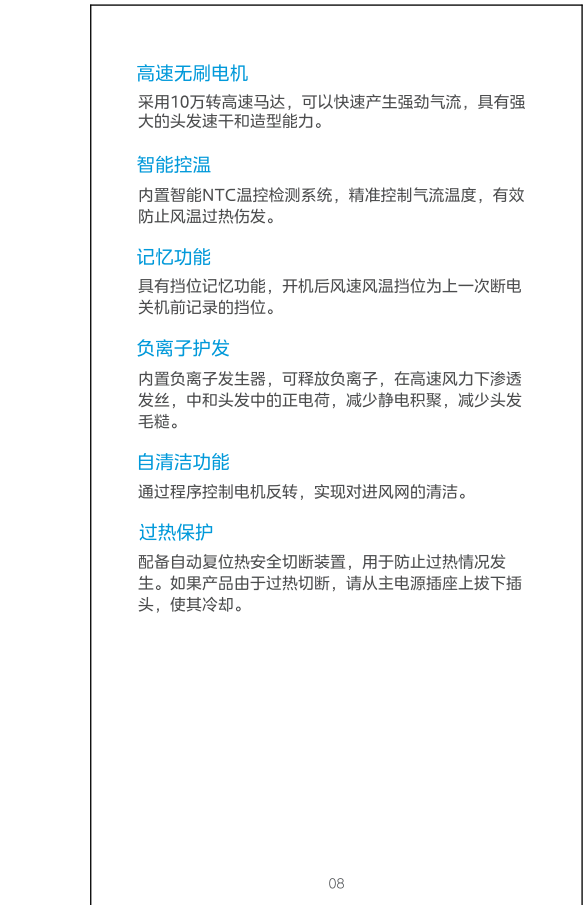 高速无刷电机
采用10万转高速马达，可以快速产生强劲气流，具有强
大的头发速干和造型能力。
智能控温
内置智能NTC温控检测系统，精准控制气流温度，有效
防止风温过热伤发。
记忆功能
具有挡位记忆功能，开机后风速风温挡位为上一次断电
关机前记录的挡位。
负离子护发
内置负离子发生器，可释放负离子，在高速风力下渗透
发丝，中和头发中的正电荷，减少静电积聚，减少头发
毛糙。
自清洁功能
通过程序控制电机反转，实现对进风网的清洁。
过热保护
配备自动复位热安全切断装置，用于防止过热情况发
生。如果产品由于过热切断，请从主电源插座上拔下插
头，使其冷却。
08